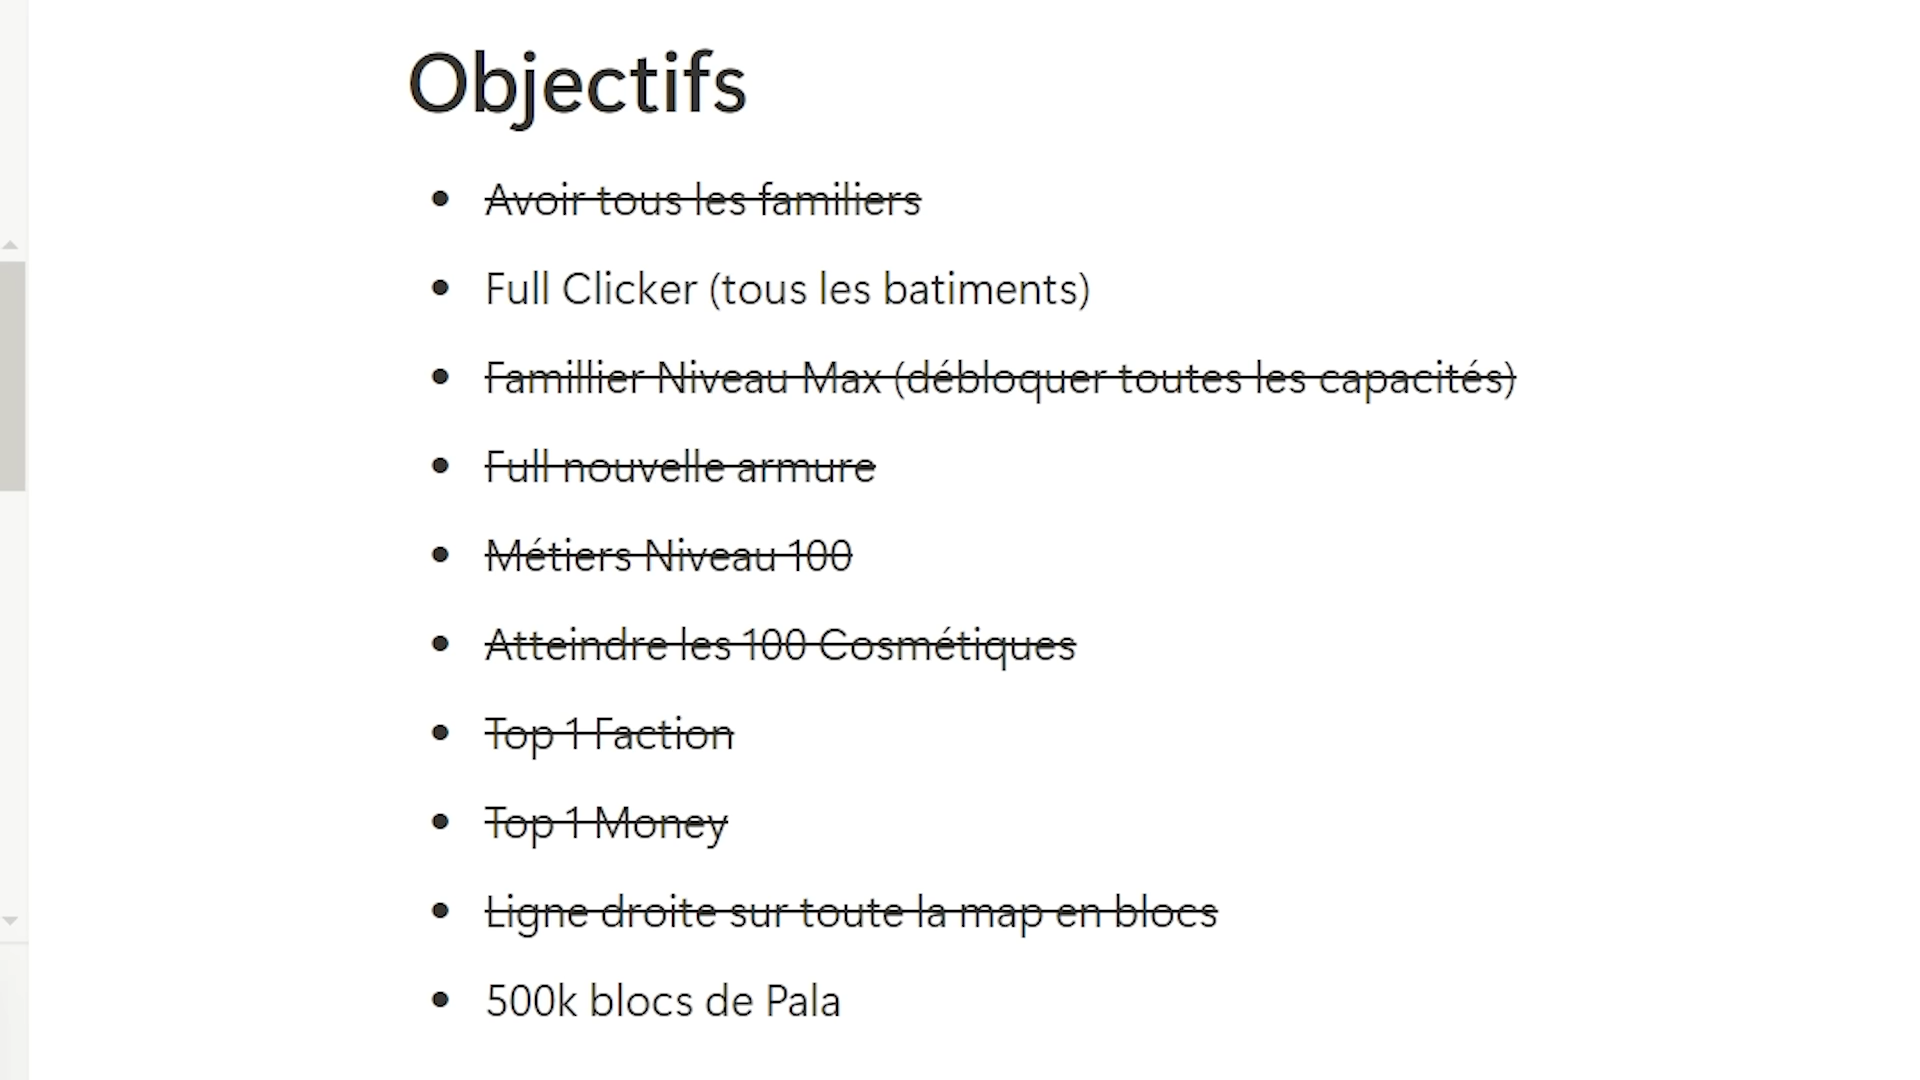 Objectifs
Avoir tous les familiers
Full Clicker (tous les batiments)
Famillier Niveau Max (débloquer toutes les capacités)
Full nouvelle armure
Métiers Niveau 100
Atteindre les 100 Cosmétiques
Top 1 Faction
Top 1 Money
Ligne droite sur toute la map en blocs
500k blocs de Pala